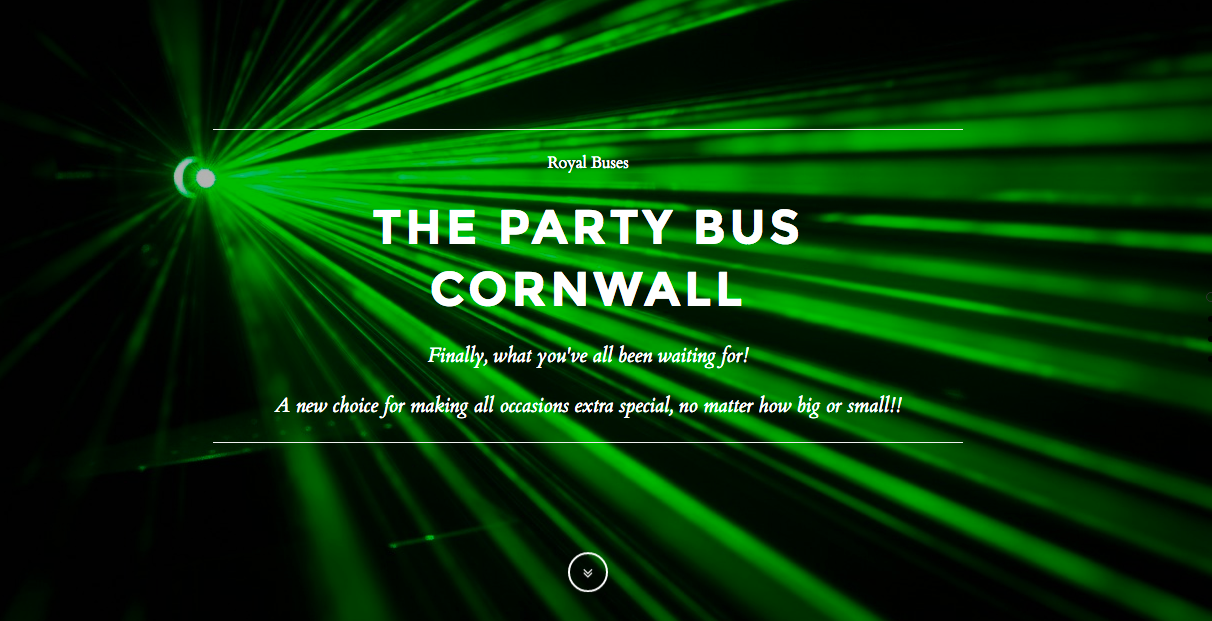 Royal Buses
THE PARTY BUS
CORNWALL
Finally, what you've all been waiting for!
A new choice for making all occasions extra special, no matter how big or small!!